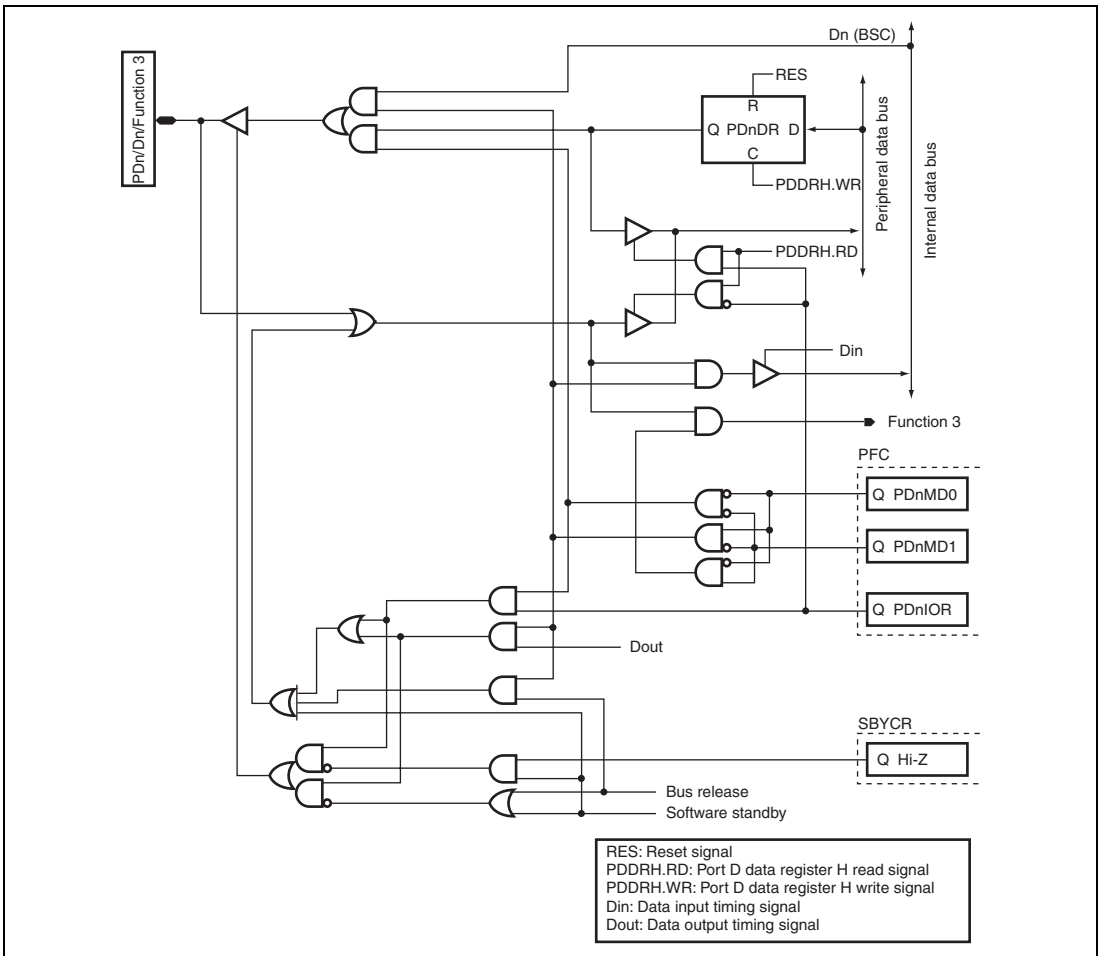 Dn (BSC)
PDn/Dn/Function 3
RES
R
Q PDnDR D
C
PDDRH.WR
Peripheral data bus
Internal data bus
PDDRH.RD
Din
Function 3
PFC
Q PDnMD0
Q PDnMD1
Q PDnIOR
Dout
SBYCR
Q Hi-Z
Bus release
Software standby
RES: Reset signal
PDDRH.RD: Port D data register H read signal
PDDRH.WR: Port D data register H write signal
Din: Data input timing signal
Dout: Data output timing signal